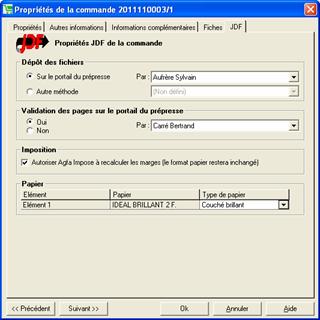 Propriétés de la commande 2011110003/1
Propriétés
Autres informations
Informations complémentaires
Fiches
JDF
JDF
Propriétés JDF de la commande
Dépôt des fichiers
Sur le portail du prépresse
Par :
Aufrère Sylvain
Autre méthode
(Non défini)
Validation des pages sur le portail du prépresse
Oui
Par :
Carré Bertrand
Non
Imposition
Autoriser Agfa Impose à recalculer les marges (le format papier restera inchangé)
Papier
Elément
Papier
Type de papier
Elément 1
IDEAL BRILLANT 2 F.
Couché brillant
<< Précédent
Suivant >>
Ok
Annuler
Aide